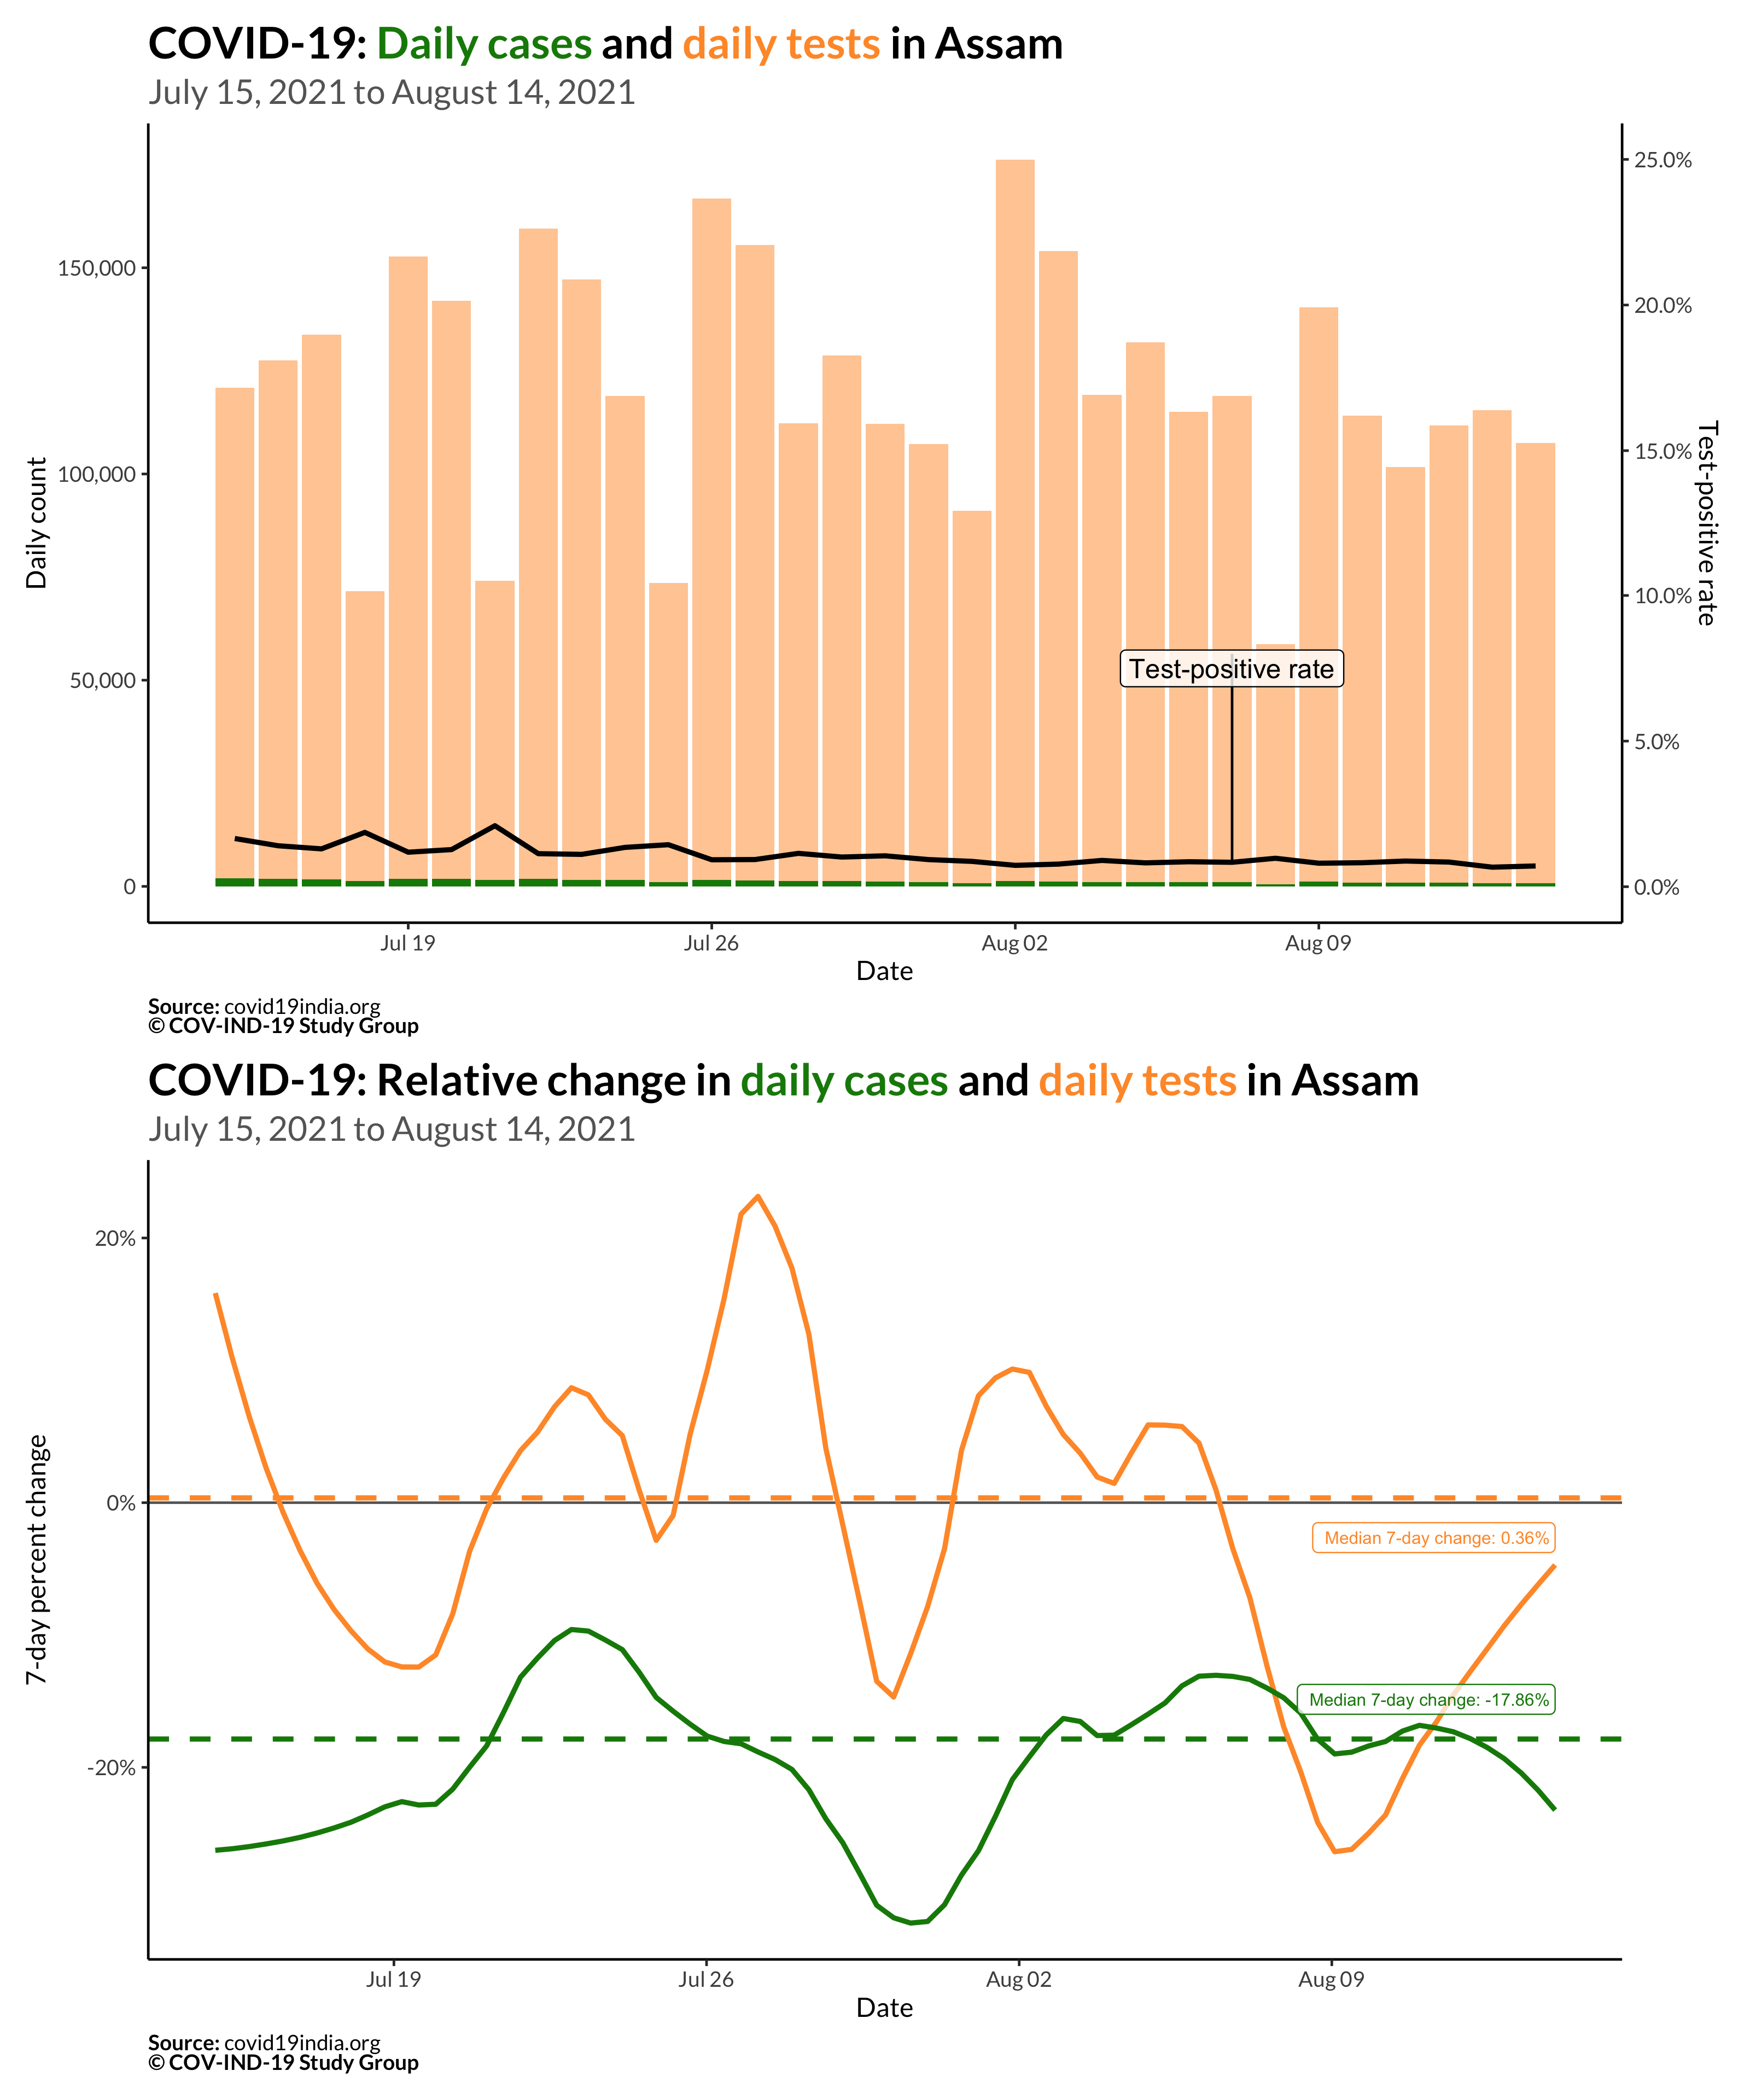 COVID-19: Daily cases and daily tests in Assam
July 15, 2021 to August 14, 2021
25.0%
150,000
20.0%
15.0%
100,000
Daily count
Test-positive rate
10.0%
Test-positive rate
50,000
5.0%
0
0.0%
Jul 19
Jul 26
Aug 02
Aug 09
Date
Source: covid19india.org
© COV-IND-19 Study Group
COVID-19: Relative change in daily cases and daily tests in Assam
July 15, 2021 to August 14, 2021
20%
0%
Median 7-day change: 0.36%
7-day percent change
Median 7-day change: -17.86%
-20%
Jul 19
Jul 26
Aug 02
Aug 09
Date
Source: covid19india.org
© COV-IND-19 Study Group